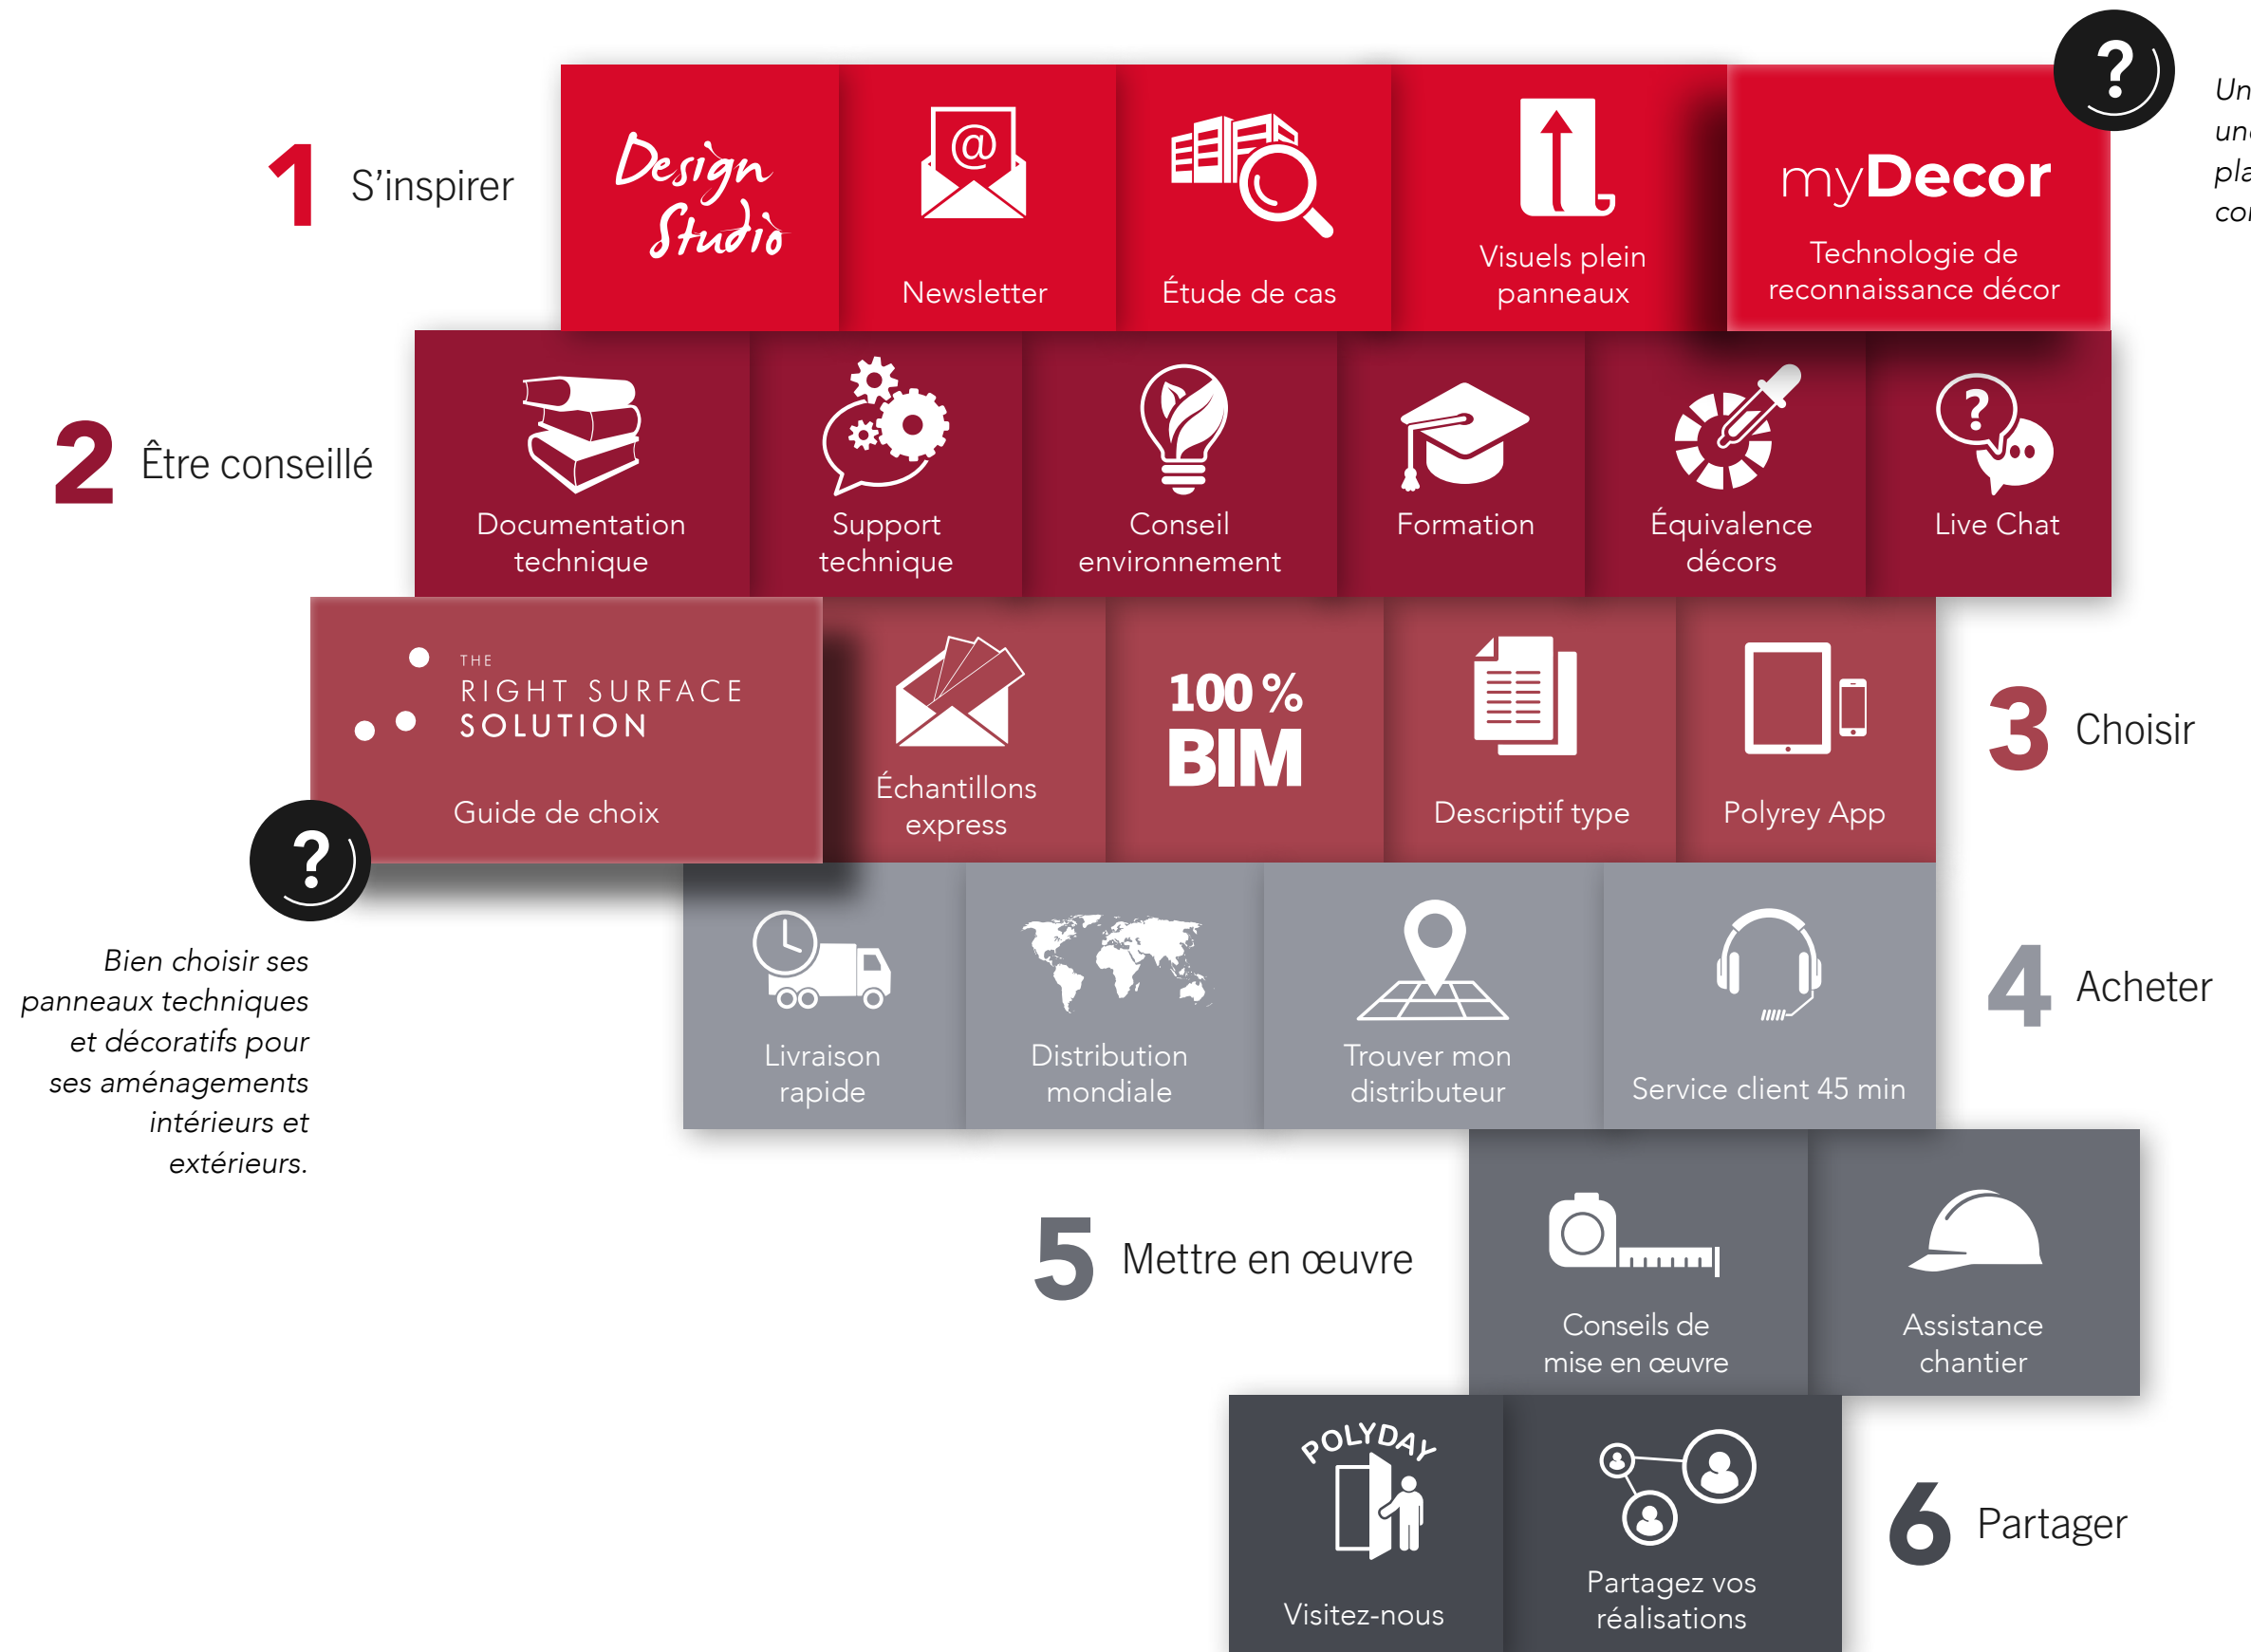 1 S’inspirer
Design
Studio
@
Newsletter
Étude de cas
Visuels plein
panneaux
myDecor
Technologie de
reconnaissance décor
?
2 Être conseillé
Documentation
technique
Support
technique
Conseil
environnement
Formation
Équivalence
décors
?
Live Chat
THE
RIGHT SURFACE
SOLUTION
Guide de choix
?
Bien choisir ses
panneaux techniques
et décoratifs pour
ses aménagements
intérieurs et
extérieurs.
Échantillons
express
100 %
BIM
Descriptif type
Polyrey App
3 Choisir
Livraison
rapide
Distribution
mondiale
Trouver mon
distributeur
Service client 45 min
4 Acheter
5 Mettre en œuvre
Conseils de
mise en œuvre
Assistance
chantier
POLYDAY
Visitez-nous
Partagez vos
réalisations
6 Partager